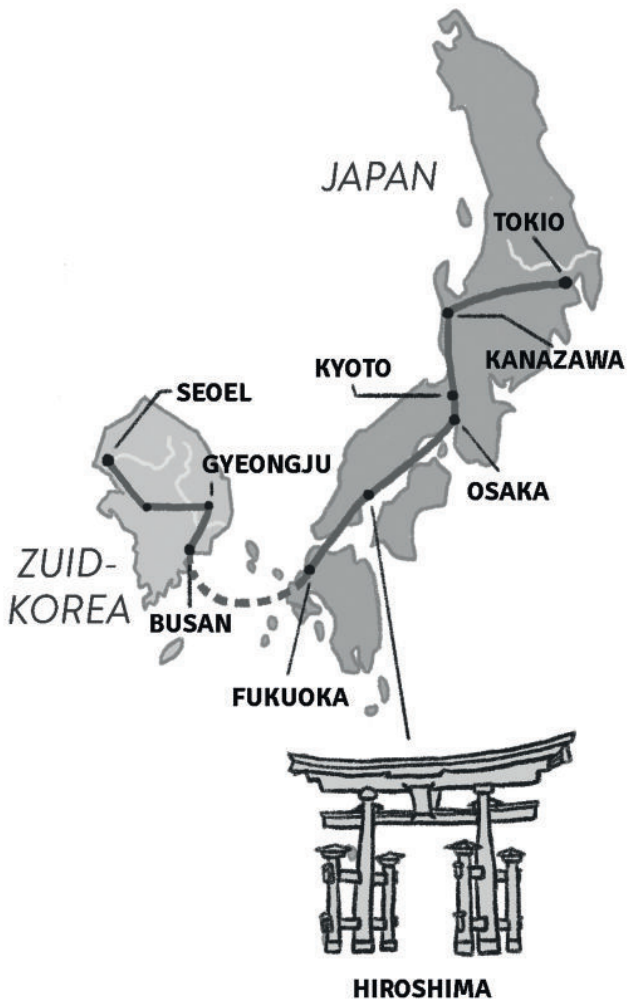 JAPAN
TOKIO
KANAZAWA
KYOTO
SEOEL
GYEONGJU
OSAKA
ZUID-
KOREA
BUSAN
FUKUOKA
HIROSHIMA